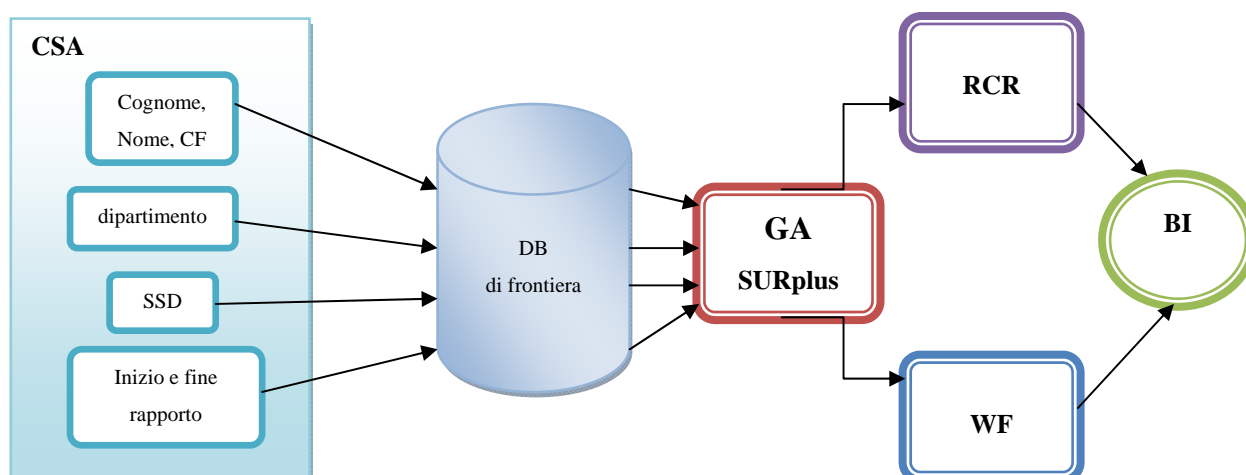 CSA
Cognome,
Nome, CF
dipartimento
SSD
Inizio e fine
rapporto
DB
di frontiera
GA
SURplus
RCR
WF
BI